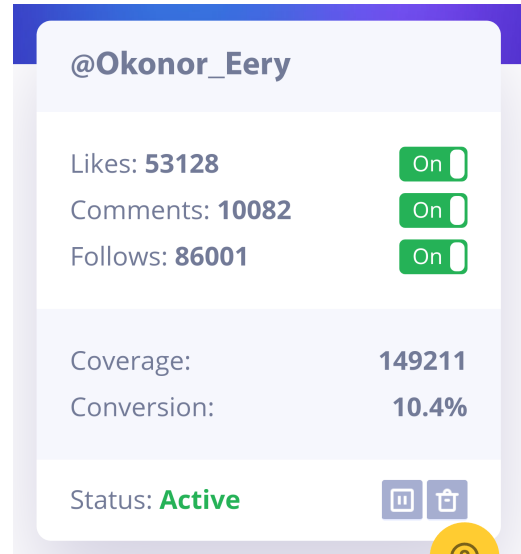 @Okonor_Eery
Likes: 53128 On
Comments: 10082 On
Follows: 86001 On
Coverage: 149211
Conversion: 10.4%
Status: Active